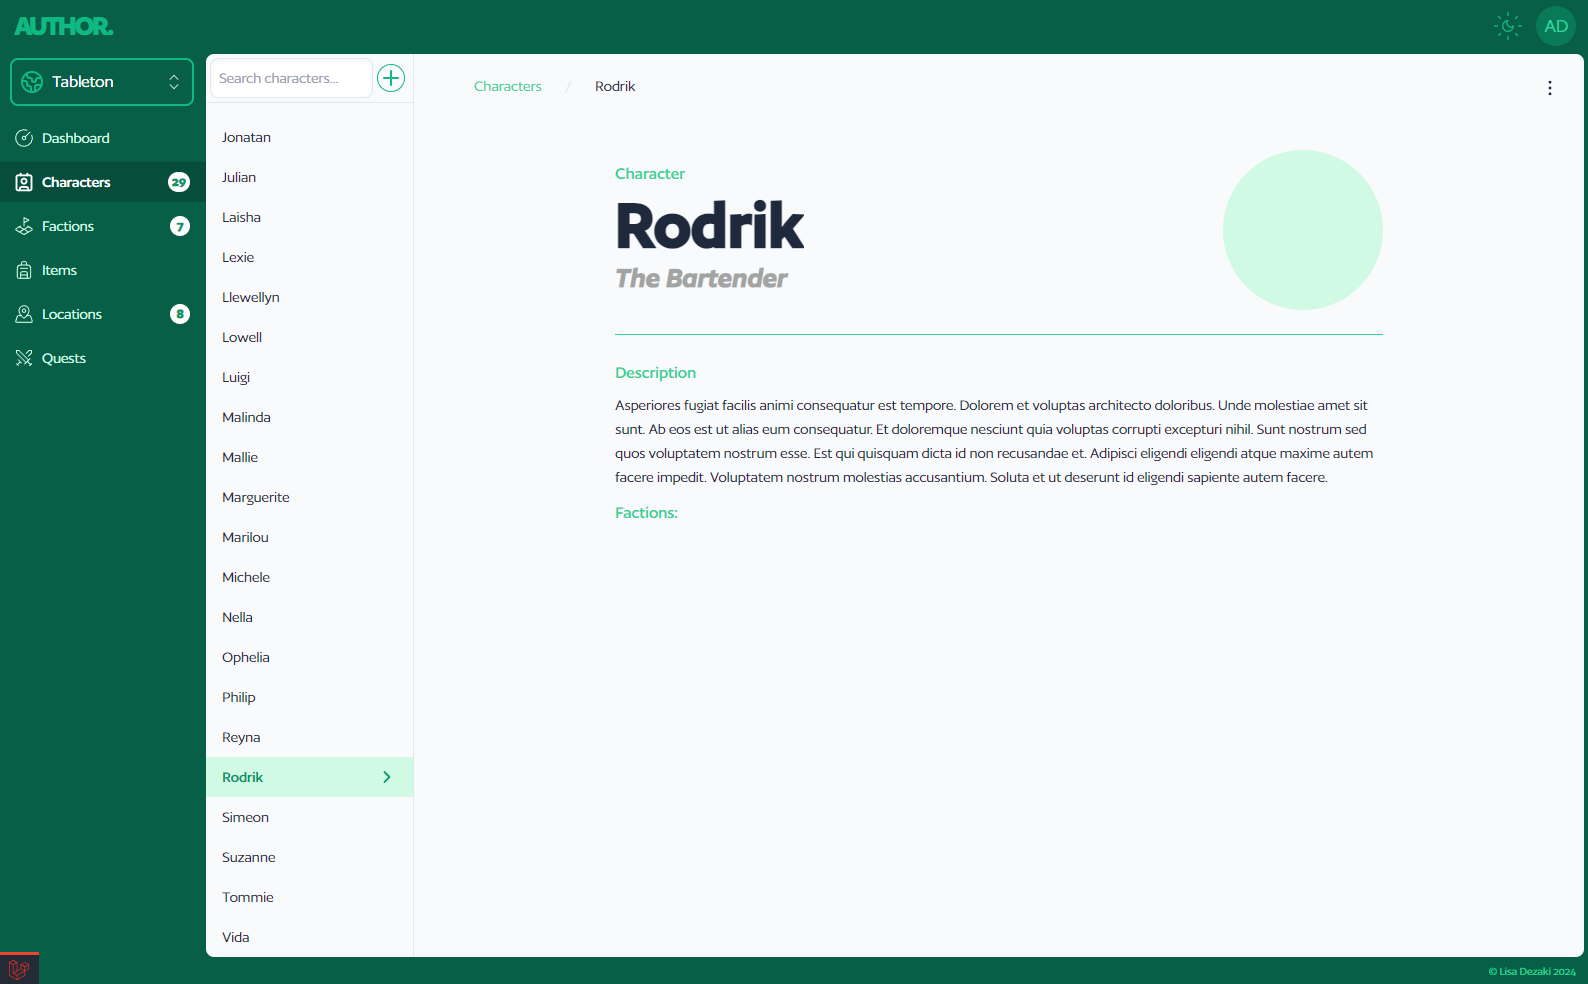 AUTHOR.
AD
Tableton
Dashboard
Characters 29
Factions 7
Items
Locations 8
Quests
Search characters...
Jonatan
Julian
Laisha
Lexie
Llewellyn
Lowell
Luigi
Malinda
Mallie
Marguerite
Marilou
Michele
Nella
Ophelia
Philip
Reyna
Rodrik
Simeon
Suzanne
Tommie
Vida
Characters / Rodrik
Character
Rodrik
The Bartender
Description
Asperiores fugiat facilis animi consequatur est tempore. Dolorem et voluptas architecto doloribus. Unde molestiae amet sit
sunt. Ab eos est ut alias eum consequatur. Et doloremque nesciunt quia voluptas corrupti excepturi nihil. Sunt nostrum sed
quos voluptatem nostrum esse. Est qui quisquam dicta id non recusandae et. Adipisci eligendi eligendi atque maxime autem
facere impedit. Voluptatem nostrum molestias accusantium. Soluta et ut deserunt id eligendi sapiente autem facere.
Factions:
© Lisa Dezaki 2024